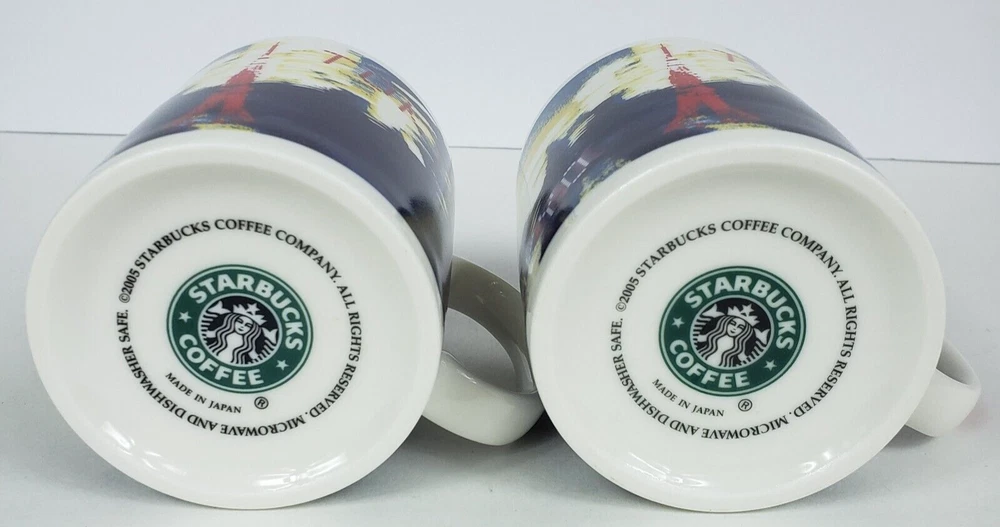 ©2005 STARBUCKS COFFEE COMPANY. ALL RIGHTS RESERVED. MICROWAVE AND DISHWASHER SAFE.
STARBUCKS
COFFEE
MADE IN JAPAN ®
©2005 STARBUCKS COFFEE COMPANY. ALL RIGHTS RESERVED. MICROWAVE AND DISHWASHER SAFE.
STARBUCKS
COFFEE
MADE IN JAPAN ®